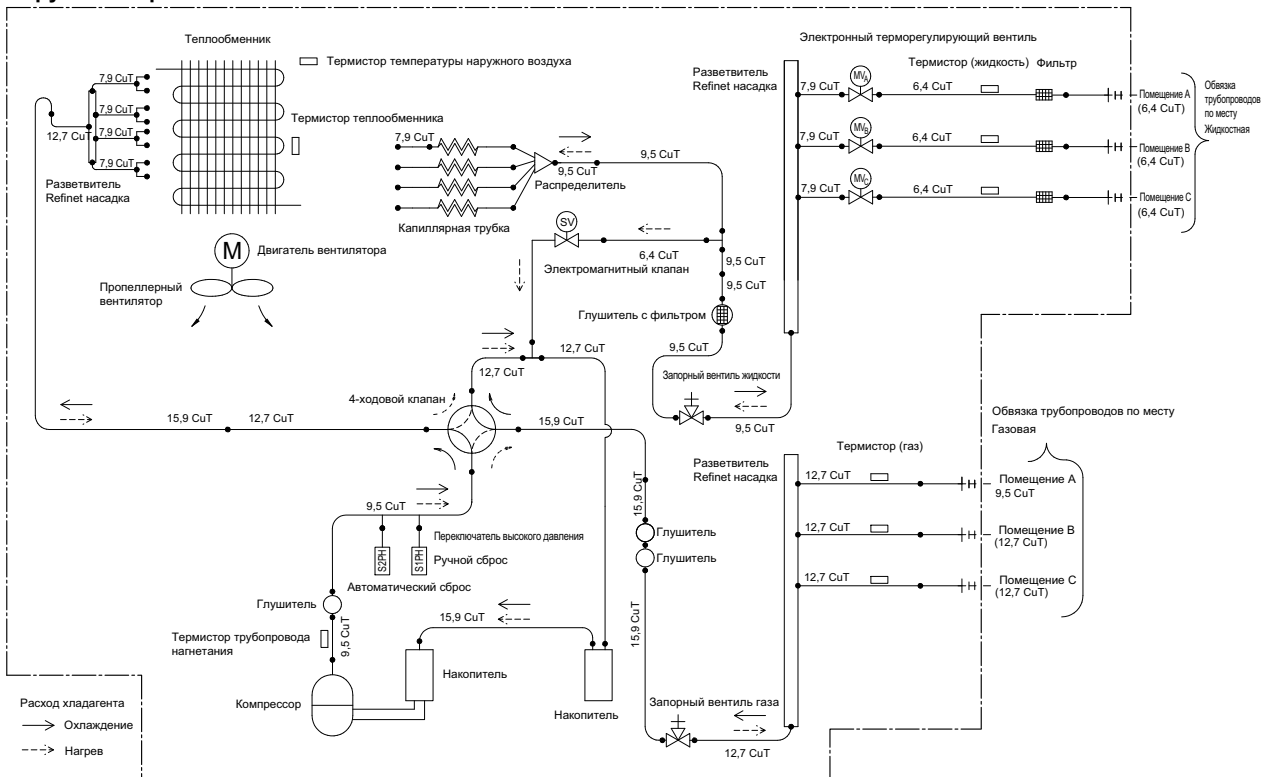 Теплообменник
7,9 CuT
7,9 CuT
7,9 CuT
7,9 CuT
12,7 CuT
Разветвитель
Refinet насадка
Термистор температуры наружного воздуха
Термистор теплообменника
M
Двигатель вентилятора
Пропеллерный
вентилятор
7,9 CuT
Капиллярная трубка
9,5 CuT
Распределитель
9,5 CuT
SV
6,4 CuT
Электромагнитный клапан
9,5 CuT
9,5 CuT
Глушитель с фильтром
9,5 CuT
Запорный вентиль жидкости
9,5 CuT
Разветвитель
Refinet насадка
Электронный терморегулирующий вентиль
Термистор (жидкость)
Фильтр
7,9 CuT
MVA
6,4 CuT
Помещение A
(6,4 CuT)
7,9 CuT
MVB
6,4 CuT
Помещение B
(6,4 CuT)
7,9 CuT
MVC
6,4 CuT
Помещение C
(6,4 CuT)
Обвязка
трубопроводов
по месту
Жидкостная
12,7 CuT
12,7 CuT
4-ходовой клапан
15,9 CuT
12,7 CuT
15,9 CuT
9,5 CuT
S2PH
S1PH
Переключатель высокого давления
Ручной сброс
Автоматический сброс
Глушитель
Термистор трубопровода
нагнетания
9,5 CuT
Компрессор
15,9 CuT
Накопитель
Накопитель
15,9 CuT
Глушитель
Глушитель
15,9 CuT
Запорный вентиль газа
12,7 CuT
Разветвитель
Refinet насадка
Термистор (газ)
Обвязка трубопроводов по месту
Газовая
12,7 CuT
Помещение A
9,5 CuT
12,7 CuT
Помещение B
(12,7 CuT)
12,7 CuT
Помещение C
(12,7 CuT)
Расход хладагента
Охлаждение
Нагрев